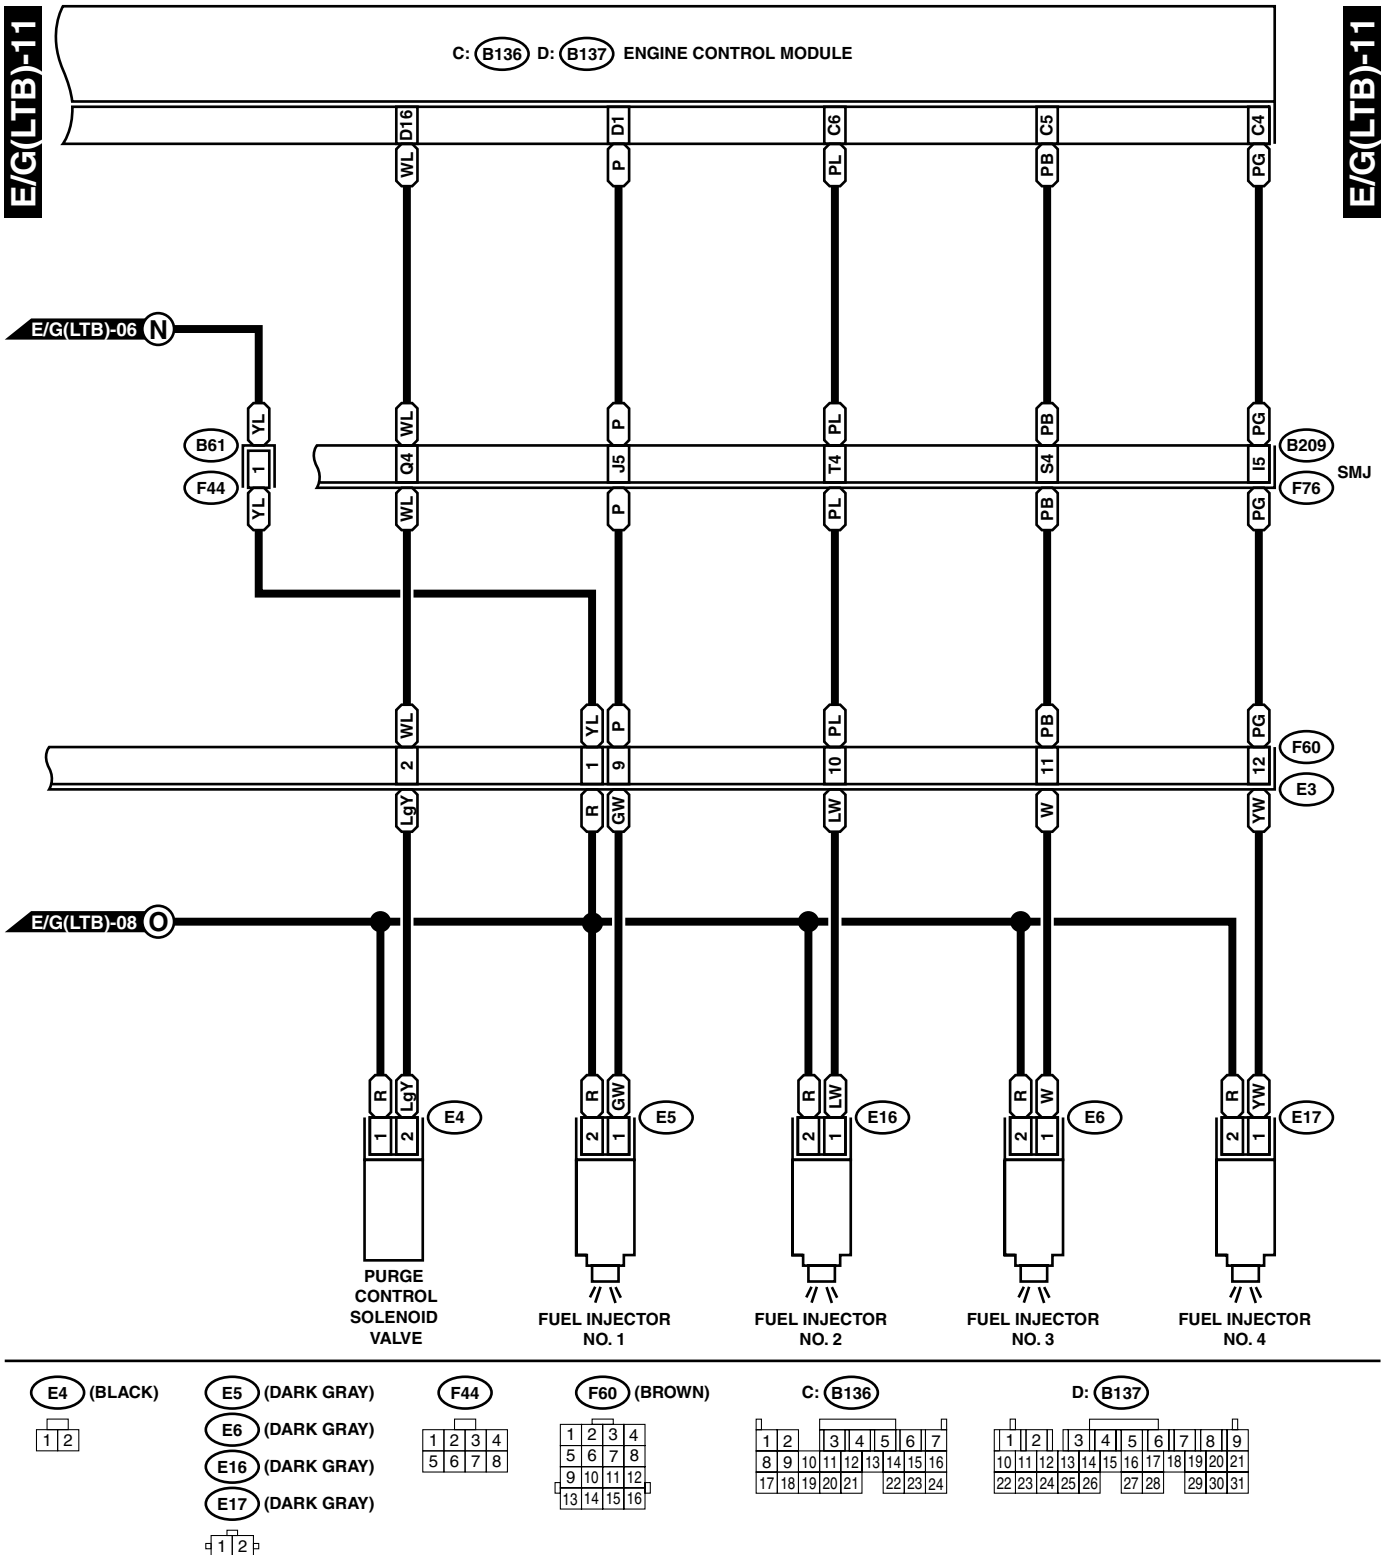 E/G(LTB)-11
E/G(LTB)-11
C: B136 D: B137 ENGINE CONTROL MODULE
D16 D1 C6 C5 C4
WL P PL PB PG
E/G(LTB)-06 N
YL WL P PL PB PG
B61 B209
1 Q4 J5 T4 S4 I5 SMJ
F44 F76
YL WL P PL PB PG
WL YL P PL PB PG
F60
2 1 9 10 11 12
E3
LgY R GW LW W YW
E/G(LTB)-08 O
R LgY R GW R LW R W R YW
E4 E5 E16 E6 E17
1 2 2 1 2 1 2 1 2 1
PURGE
CONTROL
SOLENOID
VALVE
FUEL INJECTOR
NO. 1
FUEL INJECTOR
NO. 2
FUEL INJECTOR
NO. 3
FUEL INJECTOR
NO. 4
E4 (BLACK)
1 2
E5 (DARK GRAY)
E6 (DARK GRAY)
E16 (DARK GRAY)
E17 (DARK GRAY)
1 2
F44
1 2 3 4
5 6 7 8
F60 (BROWN)
1 2 3 4
5 6 7 8
9 10 11 12
13 14 15 16
C: B136
1 2 3 4 5 6 7
8 9 10 11 12 13 14 15 16
17 18 19 20 21 22 23 24
D: B137
1 2 3 4 5 6 7 8 9
10 11 12 13 14 15 16 17 18 19 20 21
22 23 24 25 26 27 28 29 30 31